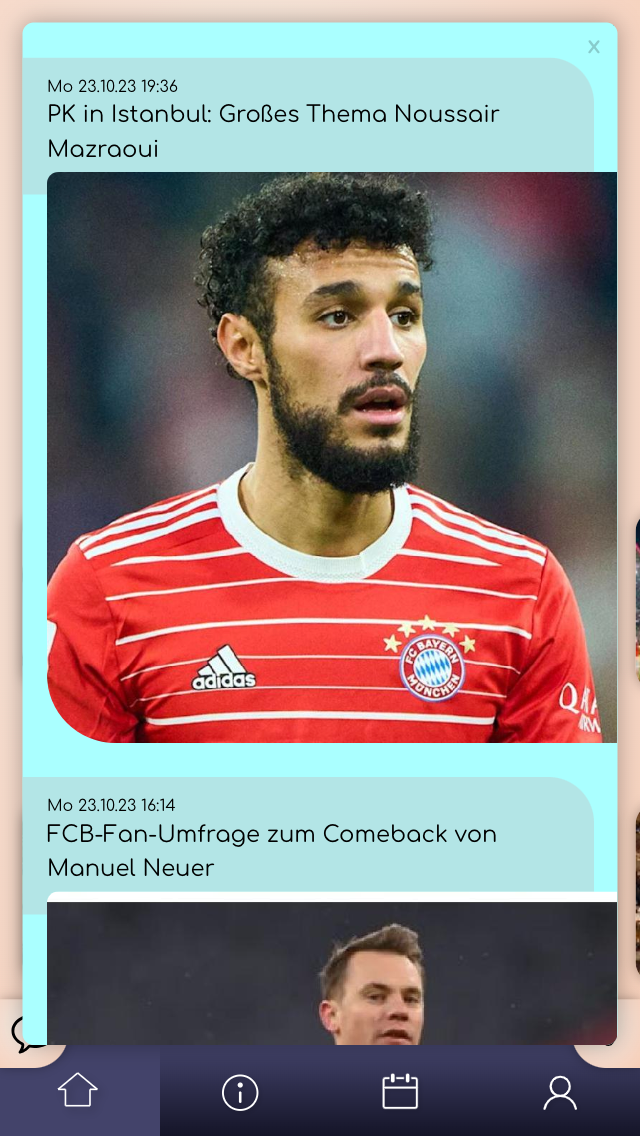 x
Mo 23.10.23 19:36
PK in Istanbul: Großes Thema Noussair
Mazraoui
adidas
FC BAYERN
MÜNCHEN
Mo 23.10.23 16:14
FCB-Fan-Umfrage zum Comeback von
Manuel Neuer